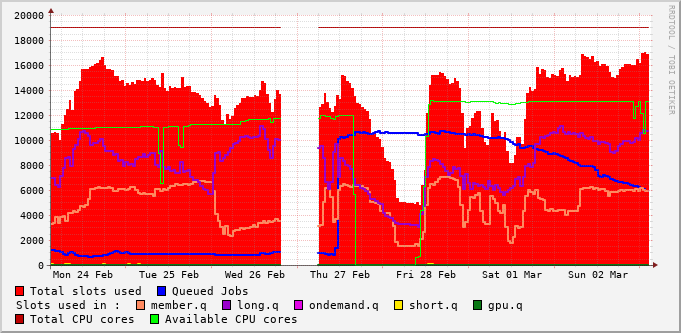 20000
18000
16000
14000
12000
10000
8000
6000
4000
2000
0
Mon 24 Feb Tue 25 Feb Wed 26 Feb Thu 27 Feb Fri 28 Feb Sat 01 Mar Sun 02 Mar
Total slots used Queued Jobs
Slots used in : member.q long.q ondemand.q short.q gpu.q
Total CPU cores Available CPU cores
RRDTOOL / TOBI OETIKER